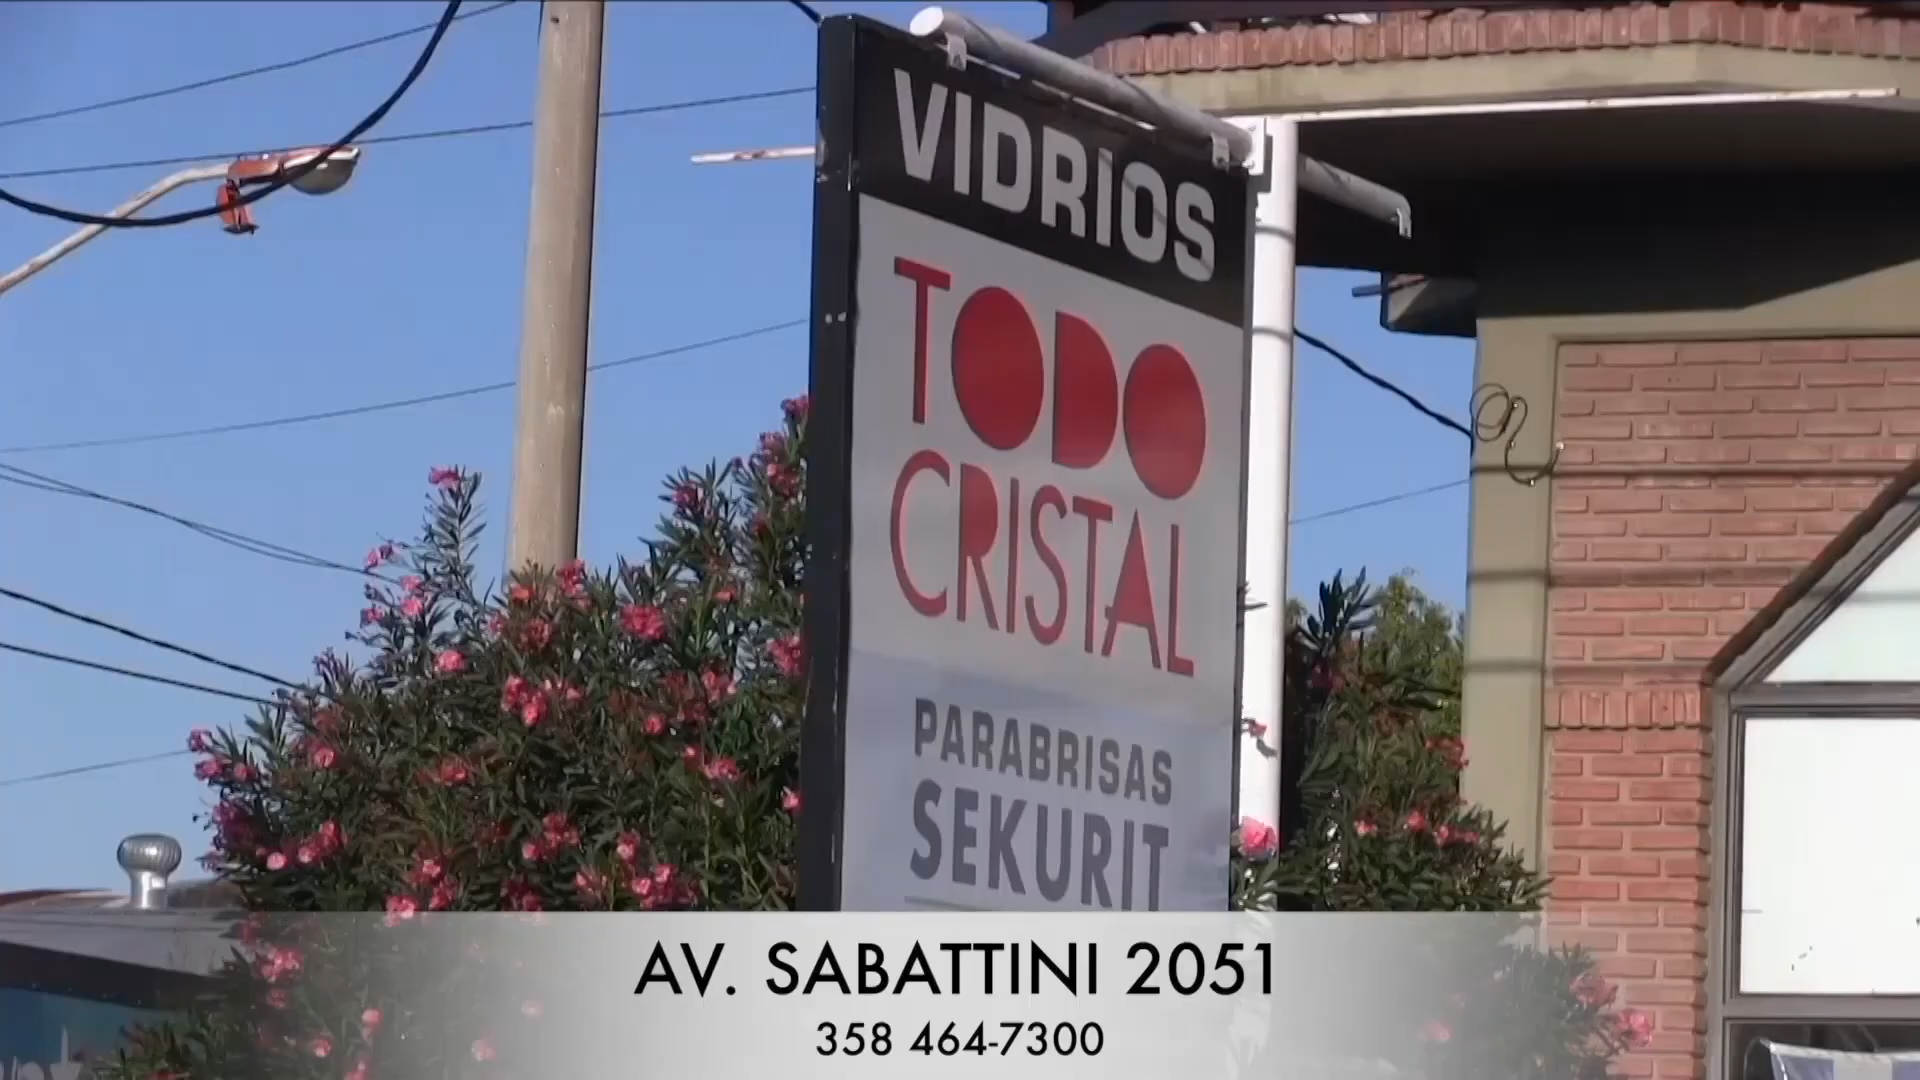 VIDRIOS
TODO
CRISTAL
PARABRISAS
SEKURIT
AV. SABATTINI 2051
358 464-7300